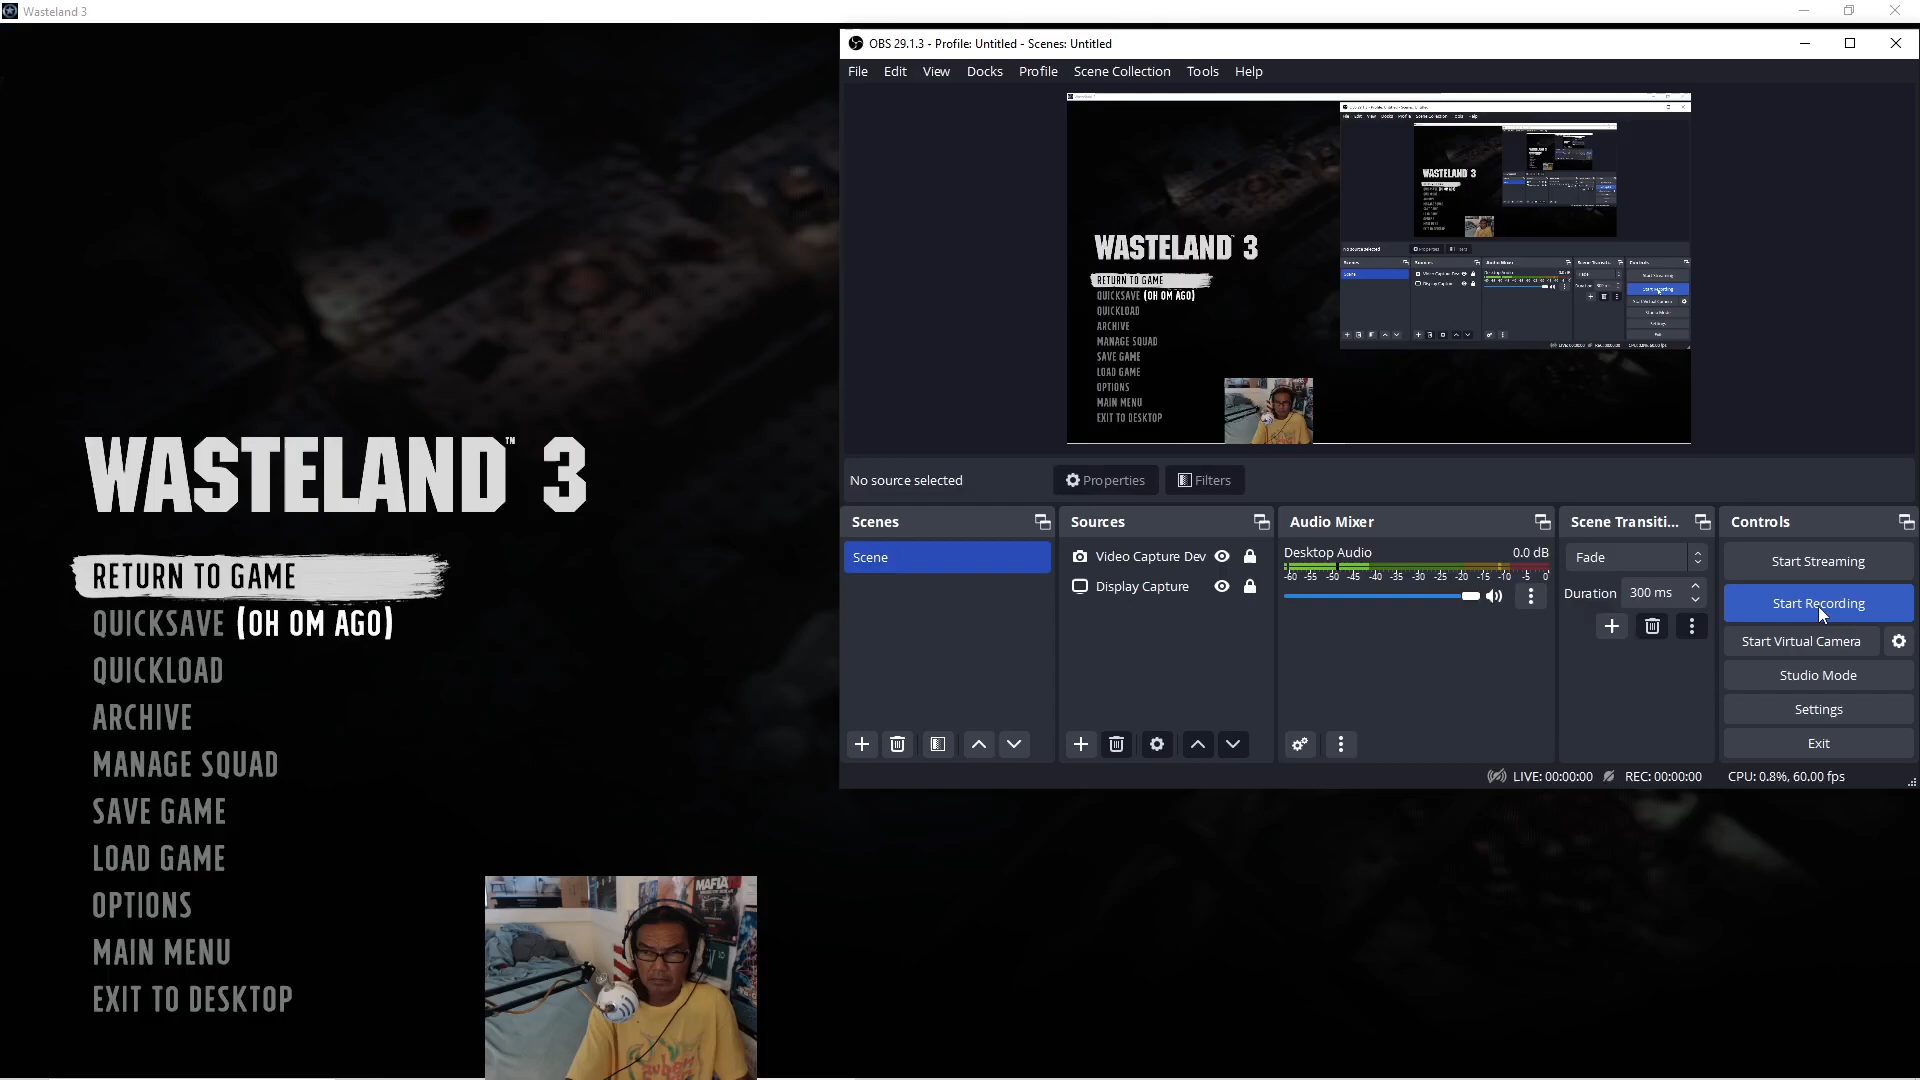 Wasteland 3
OBS 29.1.3 - Profile: Untitled - Scenes: Untitled
File Edit View Docks Profile Scene Collection Tools Help
WASTELAND™ 3
RETURN TO GAME
QUICKSAVE (0H 0M AGO)
QUICKLOAD
ARCHIVE
MANAGE SQUAD
SAVE GAME
LOAD GAME
OPTIONS
MAIN MENU
EXIT TO DESKTOP
WASTELAND 3
RETURN TO GAME
QUICKSAVE (0H 0M AGO)
QUICKLOAD
ARCHIVE
MANAGE SQUAD
SAVE GAME
LOAD GAME
OPTIONS
MAIN MENU
EXIT TO DESKTOP
WASTELAND 3
No source selected Properties Filters
Scenes
Scene
Sources
Video Capture Dev
Display Capture
Audio Mixer
Desktop Audio 0.0 dB
-60 -55 -50 -45 -40 -35 -30 -25 -20 -15 -10 -5 0
Scene Transiti...
Fade
Duration 300 ms
Controls
Start Streaming
Start Recording
Start Virtual Camera
Studio Mode
Settings
Exit
LIVE: 00:00:00 REC: 00:00:00 CPU: 0.8%, 60.00 fps
MAFIA